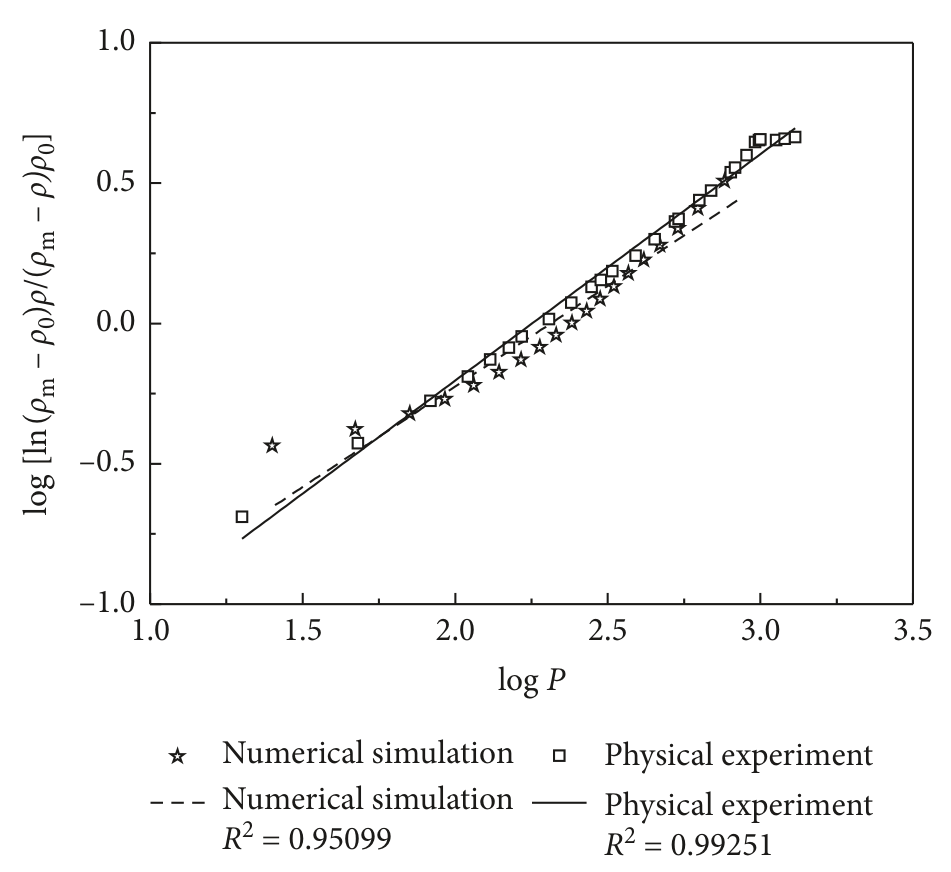 1.0
0.5
0.0
−0.5
−1.0
log [ln (ρm − ρ0)ρ/(ρm − ρ)ρ0]
1.0 1.5 2.0 2.5 3.0 3.5
log P
Numerical simulation Physical experiment
Numerical simulation Physical experiment
R² = 0.95099 R² = 0.99251